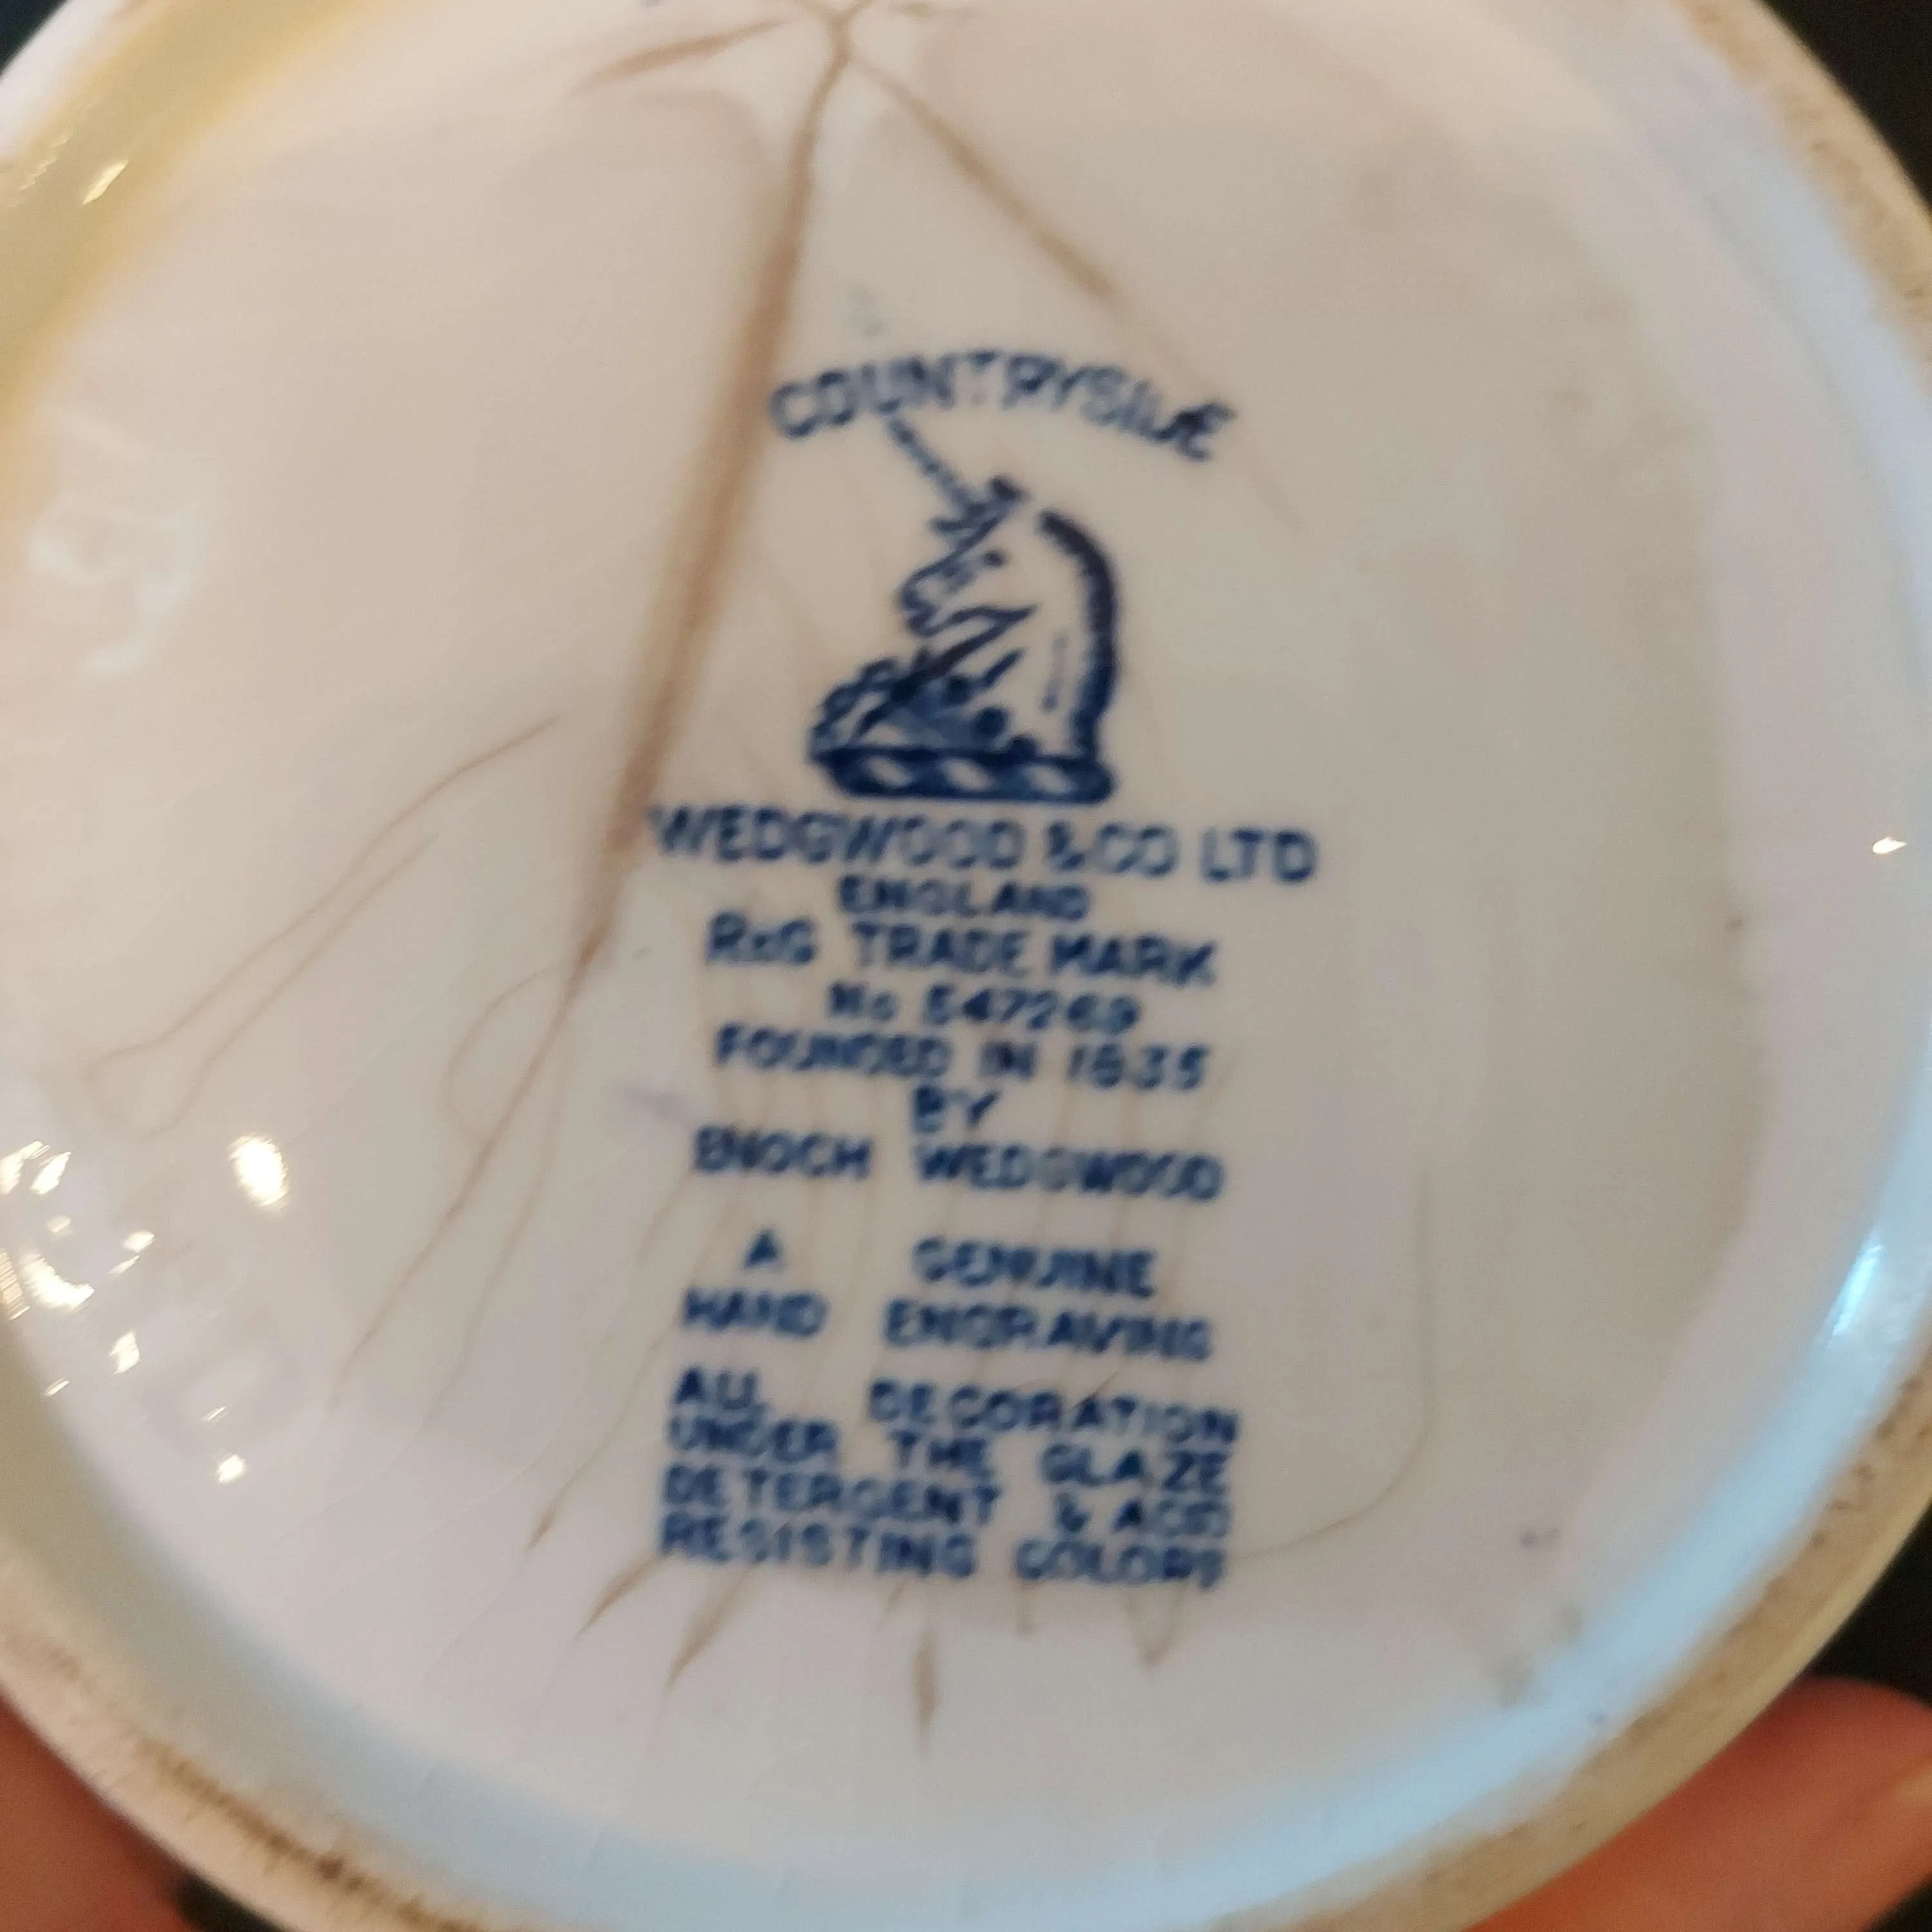 COUNTRYSIDE
WEDGWOOD & CO LTD
ENGLAND
REG TRADE MARK
No 547269
FOUNDED IN 1835
BY
ENOCH WEDGWOOD
A GENUINE
HAND ENGRAVING
ALL DECORATION
UNDER THE GLAZE
DETERGENT & ACID
RESISTING COLORS